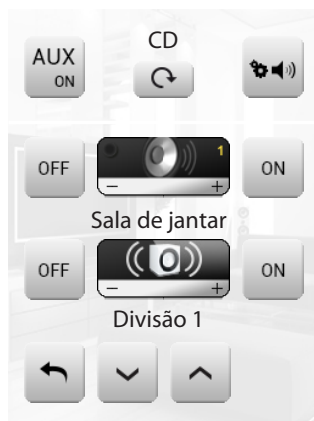 AUX
ON
CD
OFF
1
− +
ON
Sala de jantar
OFF
− +
ON
Divisão 1